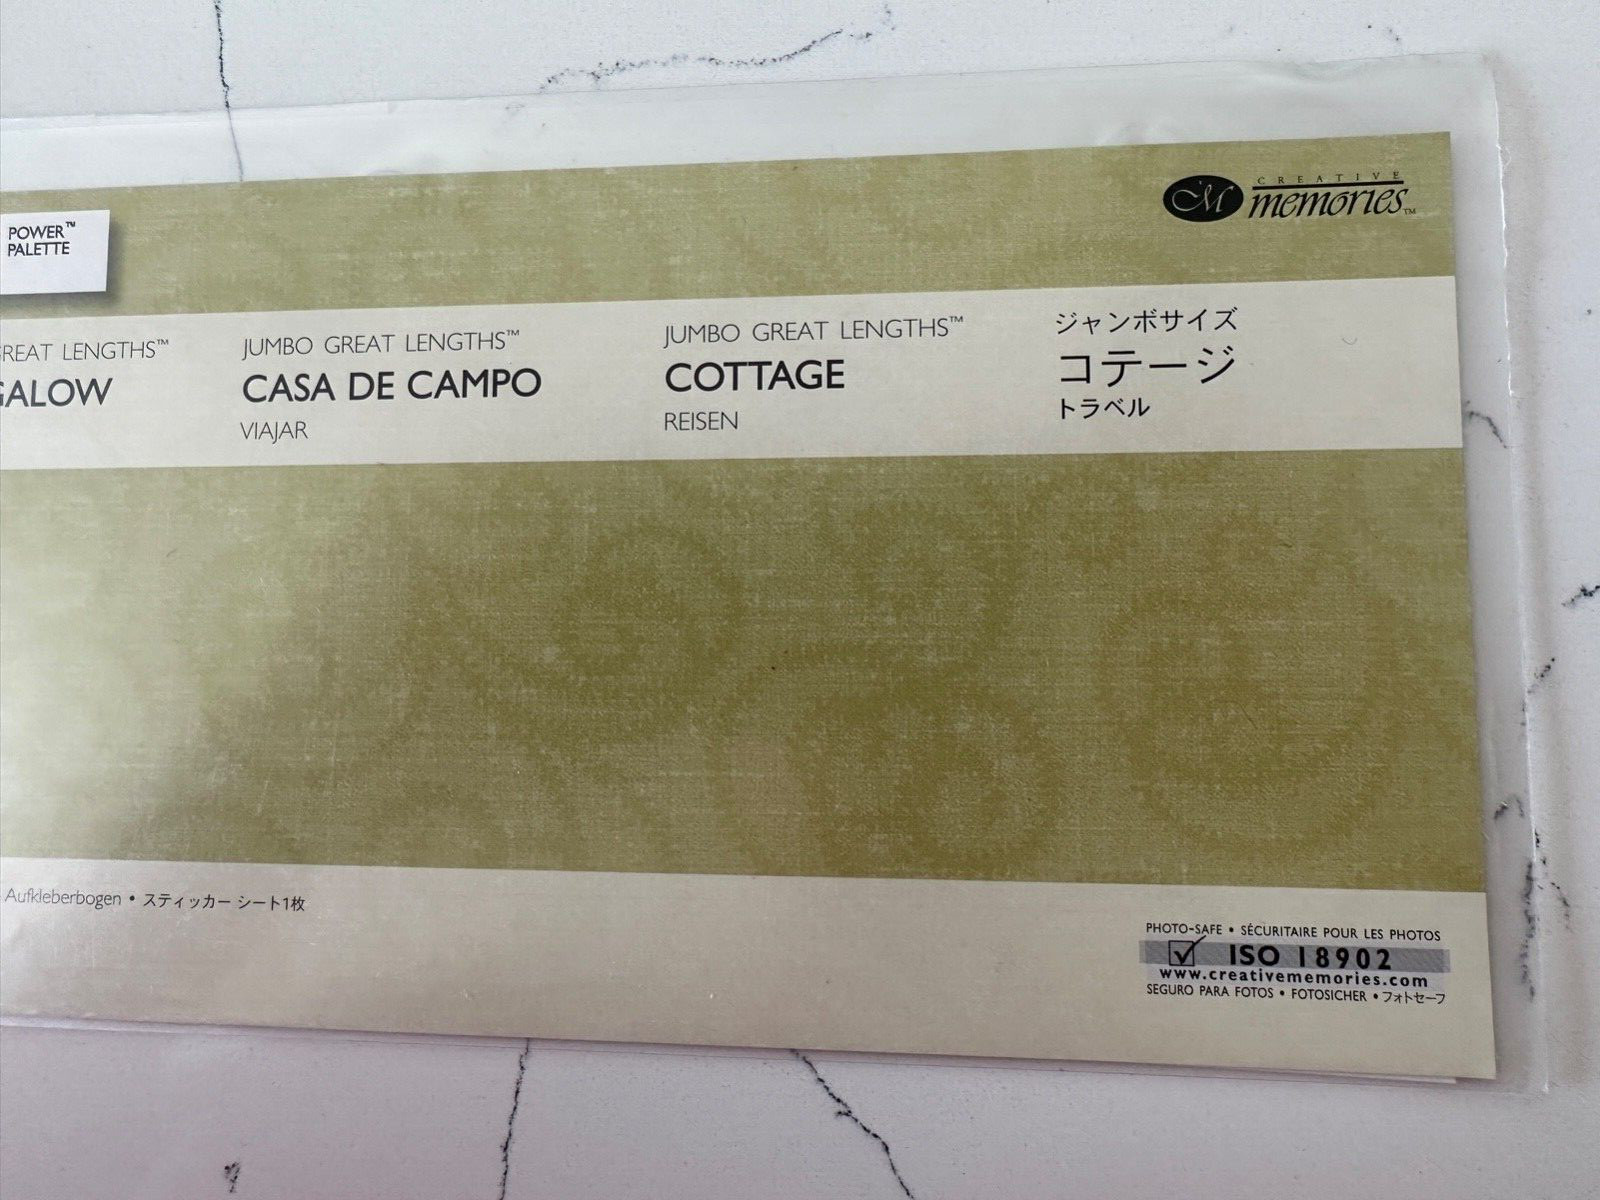 POWER™
PALETTE
CREATIVE
memories™
GREAT LENGTHS™
GALOW
JUMBO GREAT LENGTHS™
CASA DE CAMPO
VIAJAR
JUMBO GREAT LENGTHS™
COTTAGE
REISEN
ジャンボサイズ
コテージ
トラベル
Aufkleberbogen • スティッカー シート1枚
PHOTO-SAFE • SÉCURITAIRE POUR LES PHOTOS
ISO 18902
www.creativememories.com
SEGURO PARA FOTOS • FOTOSICHER • フォトセーフ